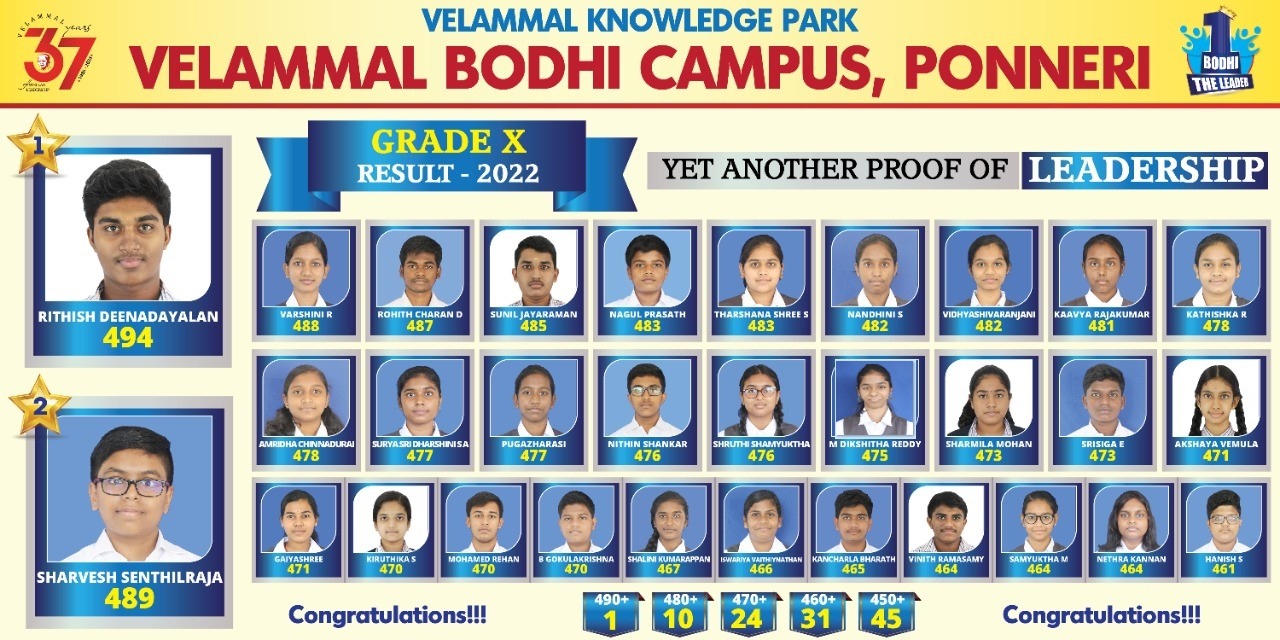 VELAMMAL
37
years
VELAMMAL KNOWLEDGE PARK
VELAMMAL BODHI CAMPUS, PONNERI
1
BODHI
THE LEADER
1
RITHISH DEENADAYALAN
494
2
SHARVESH SENTHILRAJA
489
GRADE X
RESULT - 2022
YET ANOTHER PROOF OF LEADERSHIP
VARSHINI R
488
ROHITH CHARAN D
487
SUNIL JAYARAMAN
485
NAGUL PRASATH
483
THARSHANA SHREE S
483
NANDHINI S
482
VIDHYASHIVARANJANI
482
KAAVYA RAJAKUMAR
481
KATHISHKA R
478
AMRIDHA CHINNADURAI
478
SURYA SRI DHARSHINI S A
477
PUGAZHARASI
477
NITHIN SHANKAR
476
SHRUTHI SHAMYUKTHA
476
M DIKSHITHA REDDY
475
SHARMILA MOHAN
473
SRISIGA E
473
AKSHAYA VEMULA
471
GAIYASHREE
471
KIRUTHIKA S
470
MOHAMED REHAN
470
B GOKULAKRISHNA
470
SHALINI KUMARAPPAN
467
ISWARIYA VAITHYNATHAN
466
KANCHARLA BHARATH
465
VINITH RAMASAMY
464
SAMYUKTHA M
464
NETHRA KANNAN
464
HANISH S
461
Congratulations!!!
490+
1
480+
10
470+
24
460+
31
450+
45
Congratulations!!!